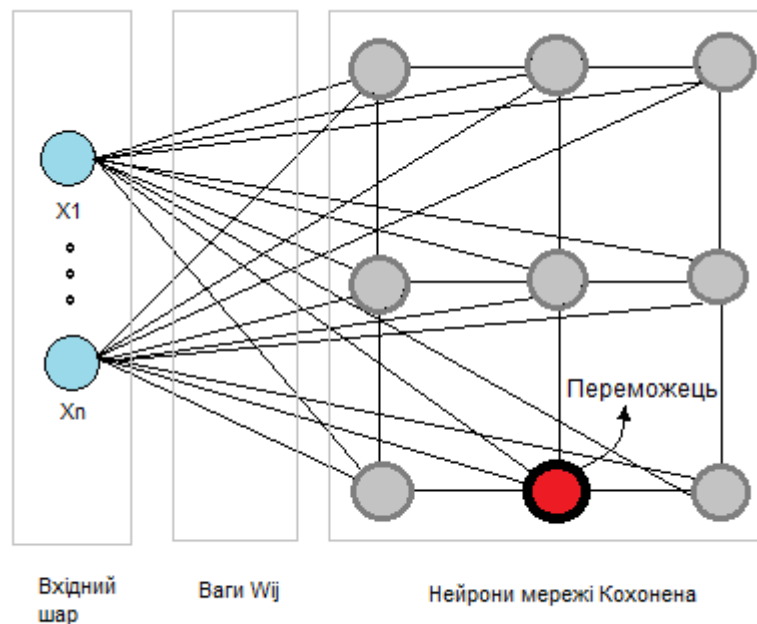 X1
Xn
Переможець
Вхідний
шар
Ваги Wij
Нейрони мережі Кохонена